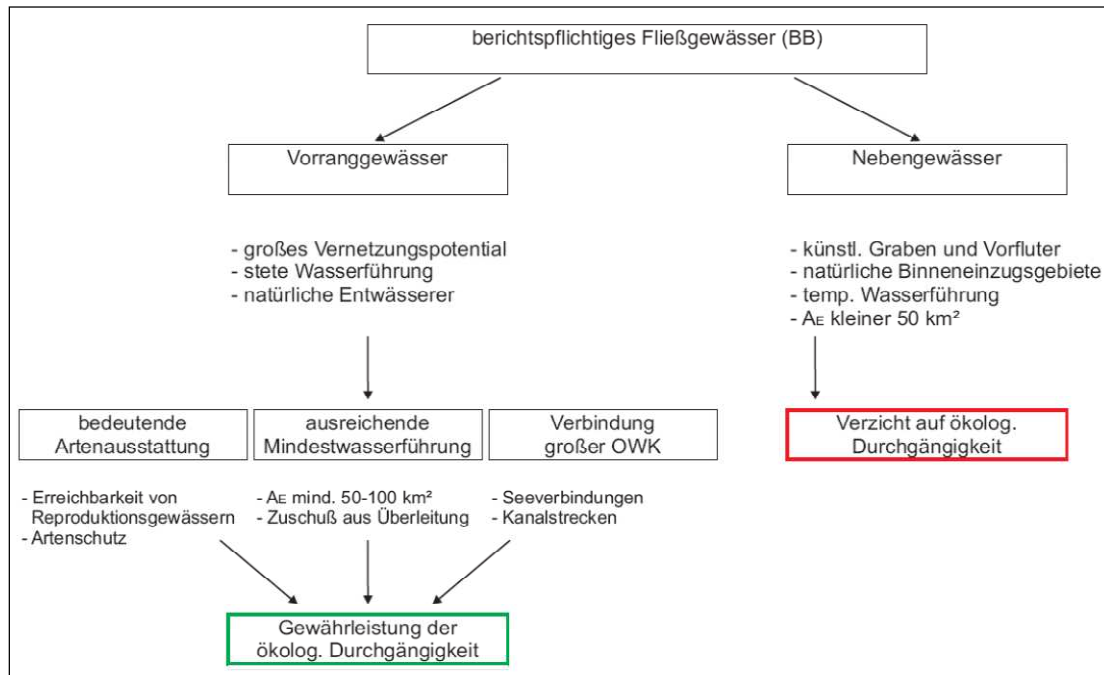 berichtspflichtiges Fließgewässer (BB)
Vorranggewässer
Nebengewässer
- großes Vernetzungspotential
- stete Wasserführung
- natürliche Entwässerer
- künstl. Graben und Vorfluter
- natürliche Binneneinzugsgebiete
- temp. Wasserführung
- AE kleiner 50 km²
bedeutende
Artenausstattung
ausreichende
Mindestwasserführung
Verbindung
großer OWK
Verzicht auf ökolog.
Durchgängigkeit
- Erreichbarkeit von
Reproduktionsgewässern
- Artenschutz
- AE mind. 50-100 km²
- Zuschuß aus Überleitung
- Seeverbindungen
- Kanalstrecken
Gewährleistung der
ökolog. Durchgängigkeit